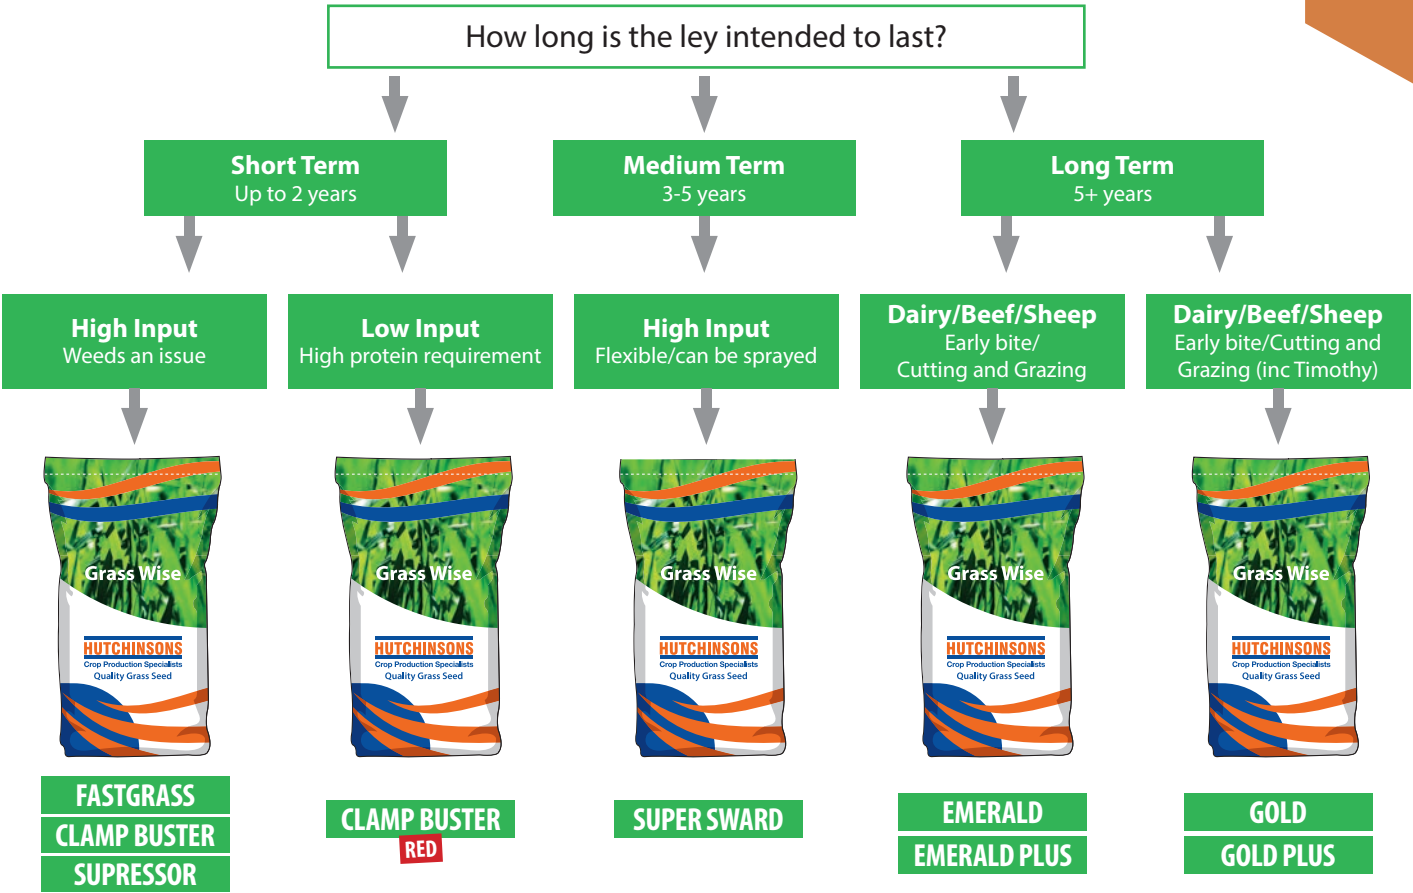 How long is the ley intended to last?
Short Term
Up to 2 years
Medium Term
3-5 years
Long Term
5+ years
High Input
Weeds an issue
Low Input
High protein requirement
High Input
Flexible/can be sprayed
Dairy/Beef/Sheep
Early bite/
Cutting and Grazing
Dairy/Beef/Sheep
Early bite/Cutting and
Grazing (inc Timothy)
Grass Wise
HUTCHINSONS
Crop Production Specialists
Quality Grass Seed
Grass Wise
HUTCHINSONS
Crop Production Specialists
Quality Grass Seed
Grass Wise
HUTCHINSONS
Crop Production Specialists
Quality Grass Seed
Grass Wise
HUTCHINSONS
Crop Production Specialists
Quality Grass Seed
Grass Wise
HUTCHINSONS
Crop Production Specialists
Quality Grass Seed
FASTGRASS
CLAMP BUSTER
SUPRESSOR
CLAMP BUSTER
RED
SUPER SWARD
EMERALD
EMERALD PLUS
GOLD
GOLD PLUS